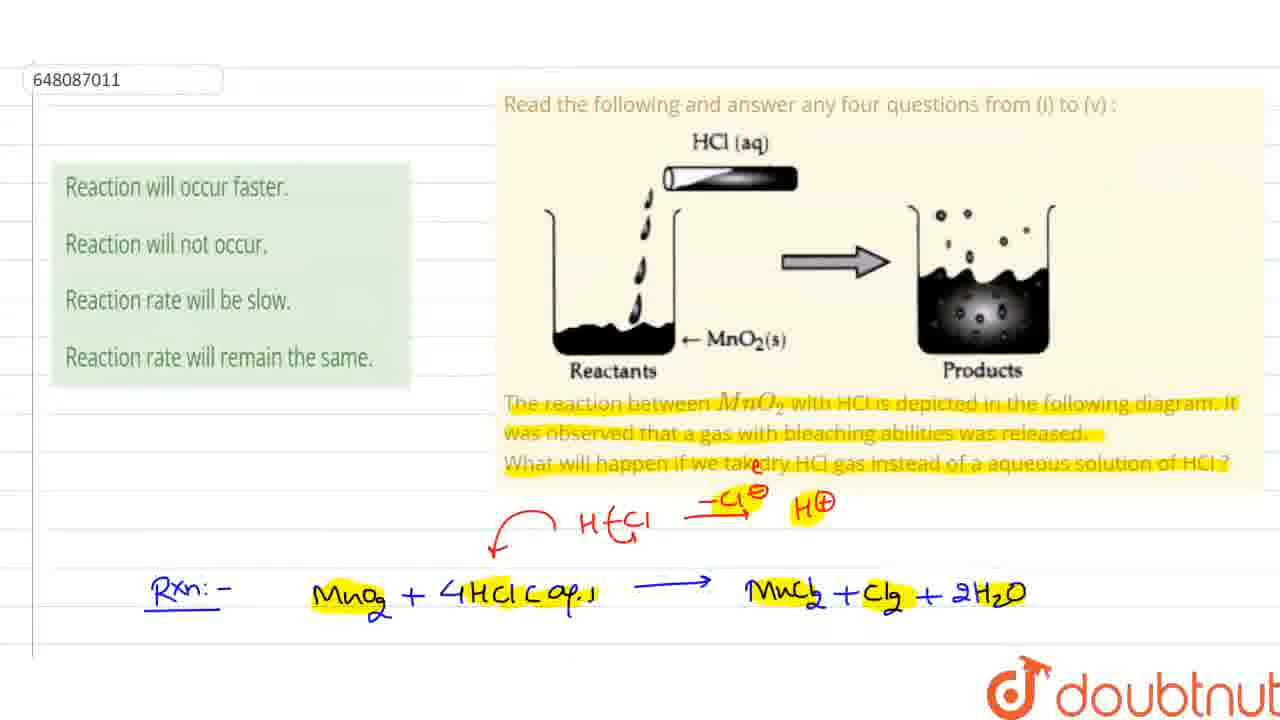 648087011
Reaction will occur faster.
Reaction will not occur.
Reaction rate will be slow.
Reaction rate will remain the same.
Read the following and answer any four questions from (i) to (v) :
HCl (aq)
← MnO₂(s)
Reactants
Products
The reaction between MnO₂ with HCl is depicted in the following diagram. It
was observed that a gas with bleaching abilities was released.
What will happen if we take dry HCl gas instead of a aqueous solution of HCl ?
H-Cl → -Cl⊖ H⊕
Rxn:- MnO₂ + 4HCl(aq.) → MnCl₂ + Cl₂ + 2H₂O
doubtnut